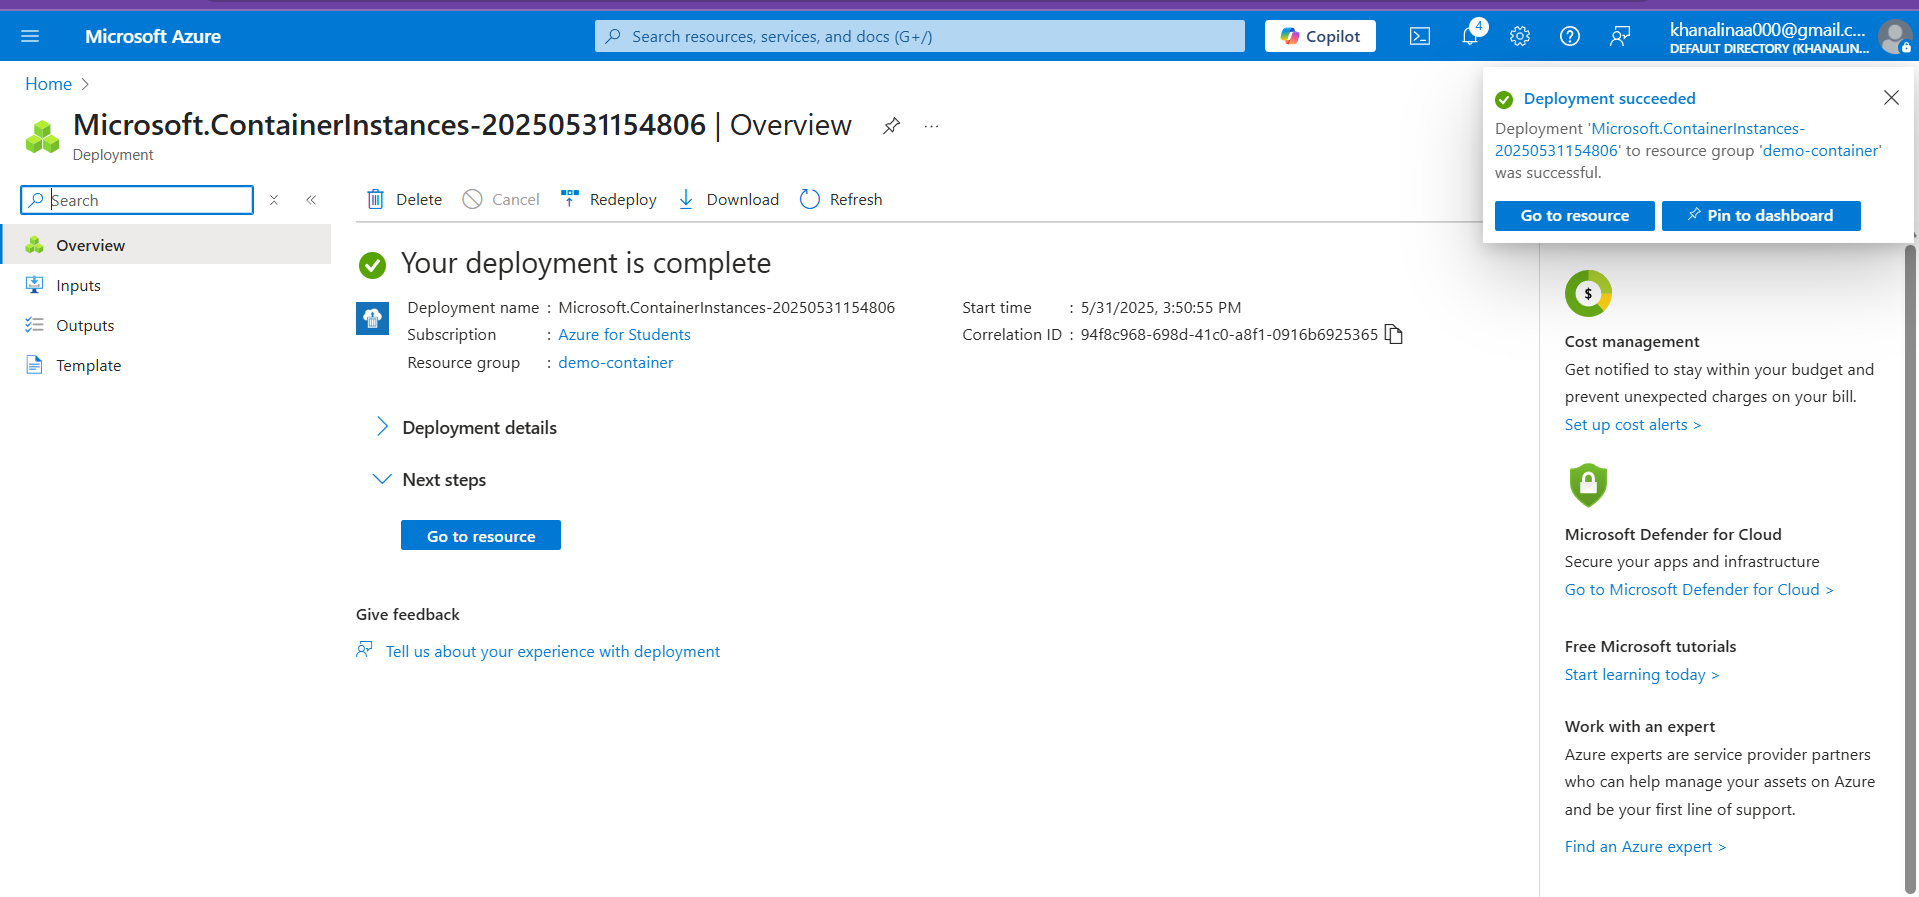 Microsoft Azure
Search resources, services, and docs (G+/)
Copilot
4
khanalinaa000@gmail.c...
DEFAULT DIRECTORY (KHANALIN...
Home
Microsoft.ContainerInstances-20250531154806 | Overview
...
Deployment
Deployment succeeded
Deployment 'Microsoft.ContainerInstances-
20250531154806' to resource group 'demo-container'
was successful.
Go to resource
Pin to dashboard
Search
Overview
Inputs
Outputs
Template
Delete
Cancel
Redeploy
Download
Refresh
Your deployment is complete
Deployment name : Microsoft.ContainerInstances-20250531154806
Subscription : Azure for Students
Resource group : demo-container
Start time : 5/31/2025, 3:50:55 PM
Correlation ID : 94f8c968-698d-41c0-a8f1-0916b6925365
Deployment details
Next steps
Go to resource
Give feedback
Tell us about your experience with deployment
$
Cost management
Get notified to stay within your budget and
prevent unexpected charges on your bill.
Set up cost alerts >
Microsoft Defender for Cloud
Secure your apps and infrastructure
Go to Microsoft Defender for Cloud >
Free Microsoft tutorials
Start learning today >
Work with an expert
Azure experts are service provider partners
who can help manage your assets on Azure
and be your first line of support.
Find an Azure expert >